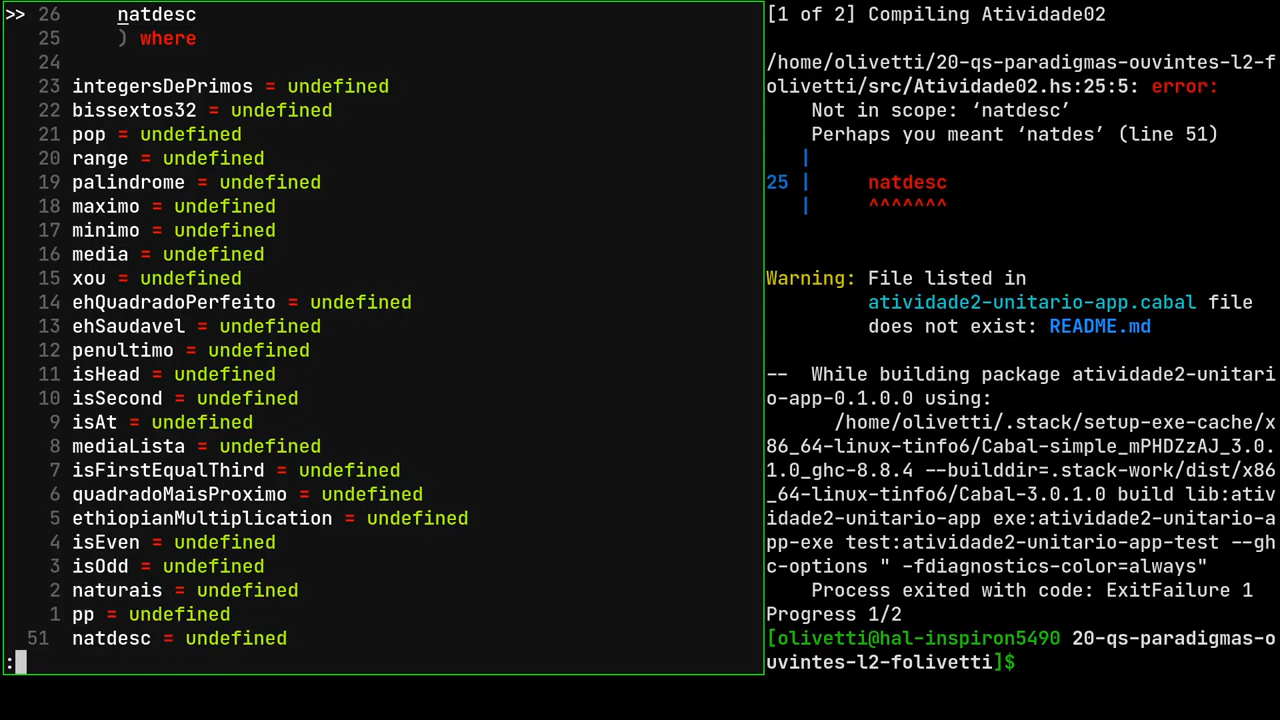 >> 26 natdesc
25 ) where
24
23 integersDePrimos = undefined
22 bissextos32 = undefined
21 pop = undefined
20 range = undefined
19 palindrome = undefined
18 maximo = undefined
17 minimo = undefined
16 media = undefined
15 xou = undefined
14 ehQuadradoPerfeito = undefined
13 ehSaudavel = undefined
12 penultimo = undefined
11 isHead = undefined
10 isSecond = undefined
9 isAt = undefined
8 mediaLista = undefined
7 isFirstEqualThird = undefined
6 quadradoMaisProximo = undefined
5 ethiopianMultiplication = undefined
4 isEven = undefined
3 isOdd = undefined
2 naturais = undefined
1 pp = undefined
51 natdesc = undefined
:
[1 of 2] Compiling Atividade02
/home/olivetti/20-qs-paradigmas-ouvintes-l2-f
olivetti/src/Atividade02.hs:25:5: error:
Not in scope: ‘natdesc’
Perhaps you meant ‘natdes’ (line 51)
|
25 | natdesc
| ^^^^^^^
Warning: File listed in
atividade2-unitario-app.cabal file
does not exist: README.md
-- While building package atividade2-unitari
o-app-0.1.0.0 using:
/home/olivetti/.stack/setup-exe-cache/x
86_64-linux-tinfo6/Cabal-simple_mPHDZzAJ_3.0.
1.0_ghc-8.8.4 --builddir=.stack-work/dist/x86
_64-linux-tinfo6/Cabal-3.0.1.0 build lib:ativ
idade2-unitario-app exe:atividade2-unitario-a
pp-exe test:atividade2-unitario-app-test --gh
c-options " -fdiagnostics-color=always"
Process exited with code: ExitFailure 1
Progress 1/2
[olivetti@hal-inspiron5490 20-qs-paradigmas-o
uvintes-l2-folivetti]$